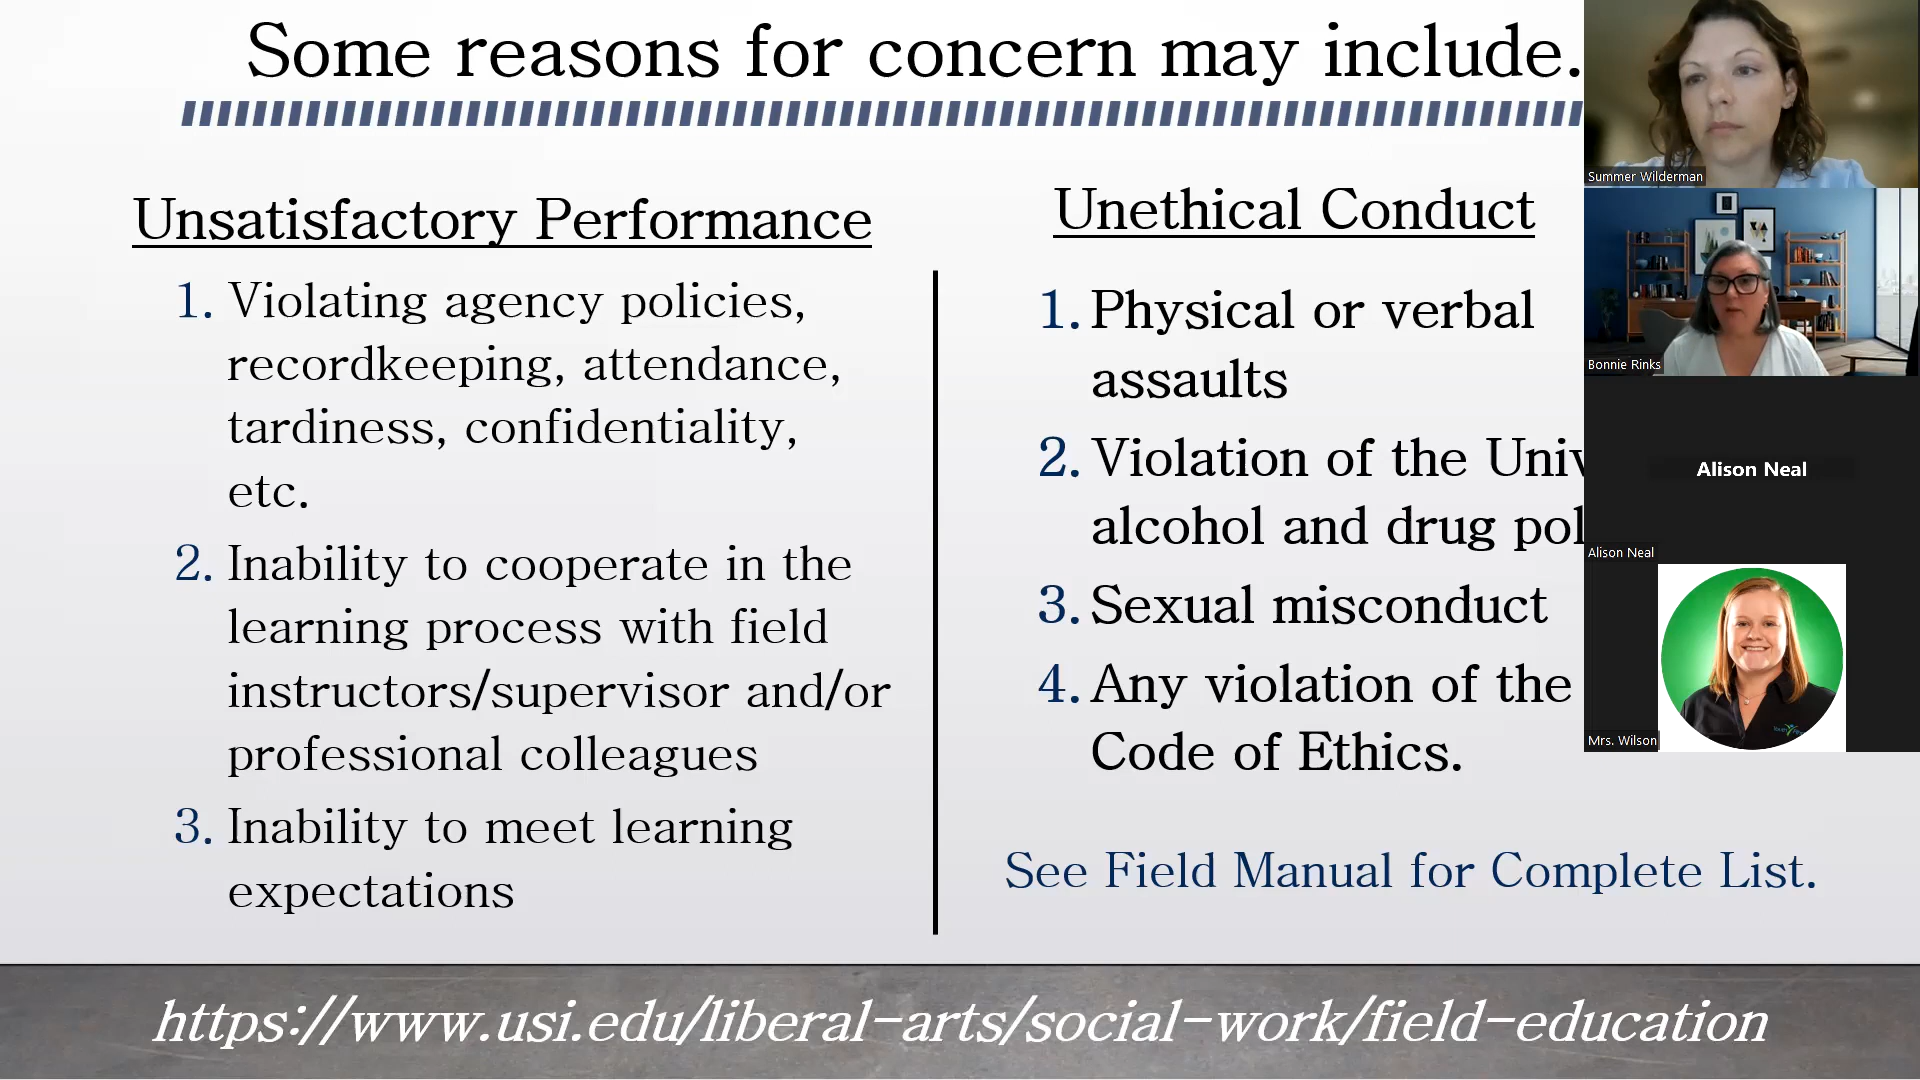 Some reasons for concern may include.
Unsatisfactory Performance
1. Violating agency policies,
recordkeeping, attendance,
tardiness, confidentiality,
etc.
2. Inability to cooperate in the
learning process with field
instructors/supervisor and/or
professional colleagues
3. Inability to meet learning
expectations
Unethical Conduct
1. Physical or verbal
assaults
2. Violation of the Univ
alcohol and drug pol
3. Sexual misconduct
4. Any violation of the
Code of Ethics.
See Field Manual for Complete List.
https://www.usi.edu/liberal-arts/social-work/field-education
Summer Wilderman
Bonnie Rinks
Alison Neal
Alison Neal
Mrs. Wilson